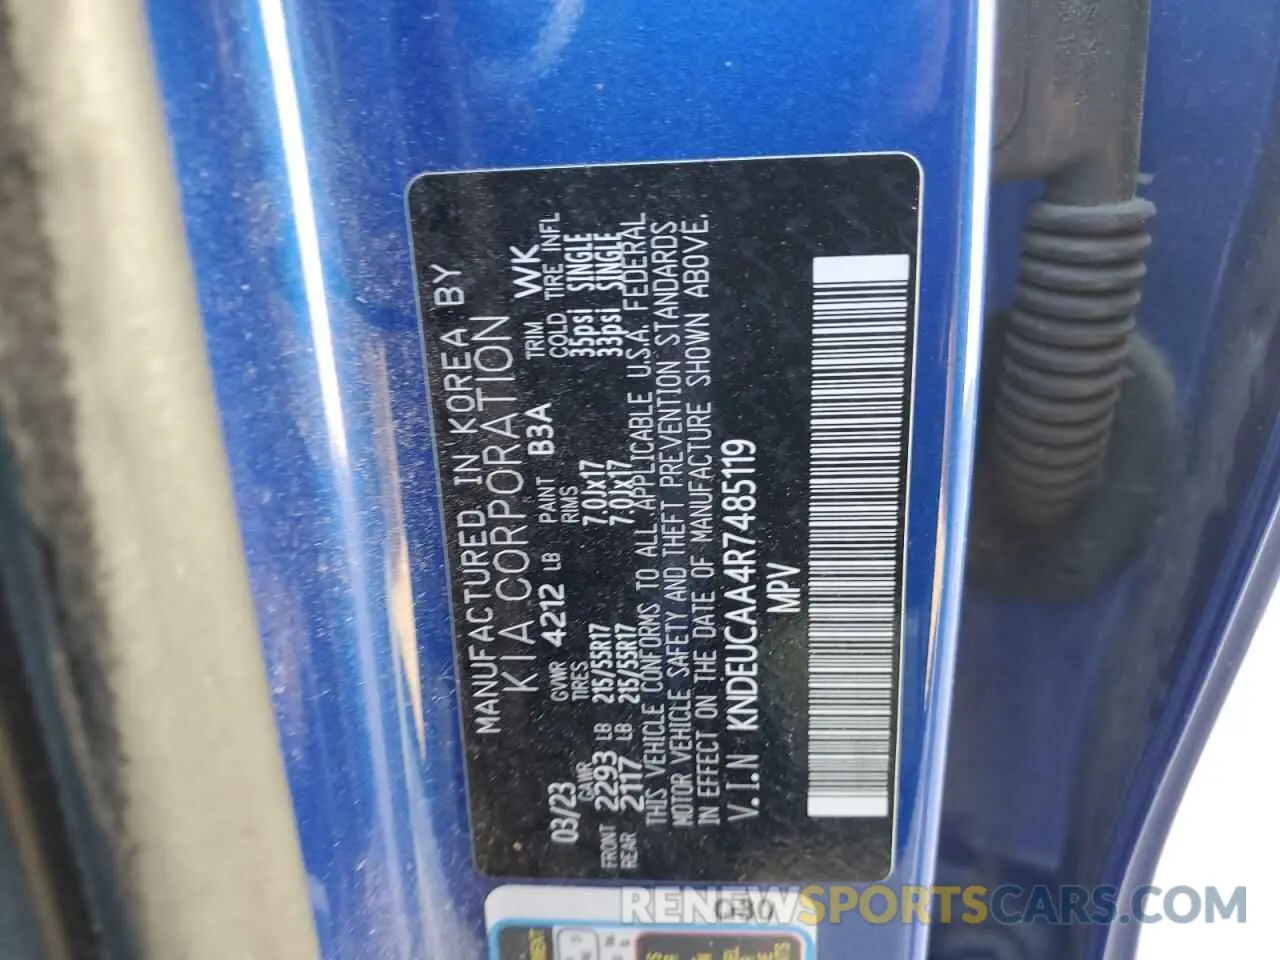 MANUFACTURED IN KOREA BY
KIA CORPORATION
03/23 GVWR 4212 LB PAINT B3A TRIM WK
GAWR TIRES RIMS COLD TIRE INFL
FRONT 2293 LB 215/55R17 7.0Jx17 35psi SINGLE
REAR 2117 LB 215/55R17 7.0Jx17 33psi SINGLE
THIS VEHICLE CONFORMS TO ALL APPLICABLE U.S.A. FEDERAL
MOTOR VEHICLE SAFETY AND THEFT PREVENTION STANDARDS
IN EFFECT ON THE DATE OF MANUFACTURE SHOWN ABOVE.
V.I.N KNDEUCAA4R7485119
MPV
RENEWSPORTSCARS.COM